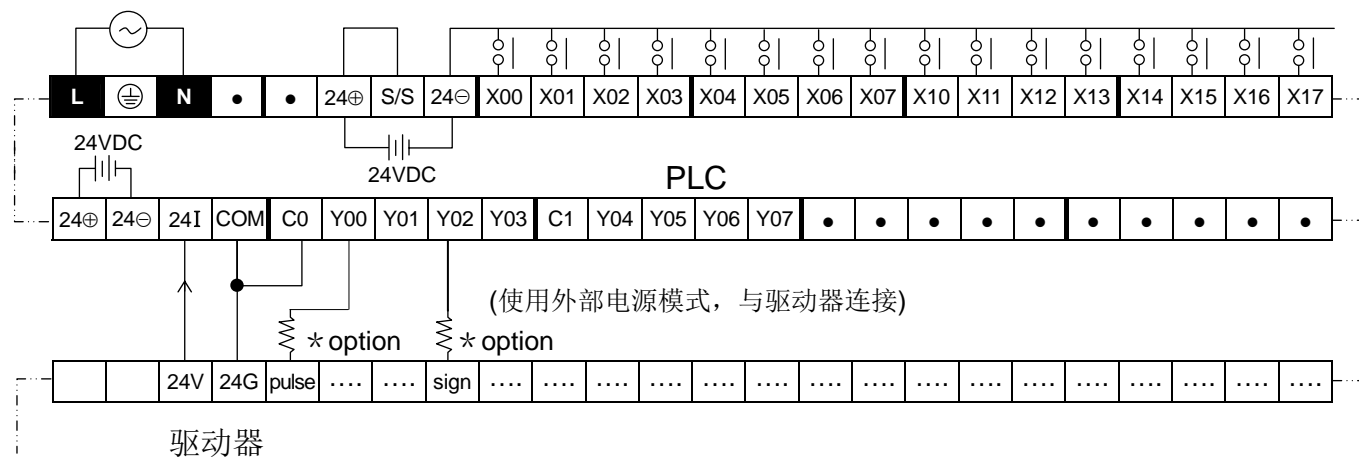 L N • • 24⊕ S/S 24⊖ X00 X01 X02 X03 X04 X05 X06 X07 X10 X11 X12 X13 X14 X15 X16 X17
24VDC
24VDC
PLC
24⊕ 24⊖ 24I COM C0 Y00 Y01 Y02 Y03 C1 Y04 Y05 Y06 Y07 • • • • • • • • • •
(使用外部电源模式，与驱动器连接)
*option *option
24V 24G pulse ···· ···· sign ···· ···· ···· ···· ···· ···· ···· ···· ···· ···· ···· ···· ···· ···· ···· ····
驱动器